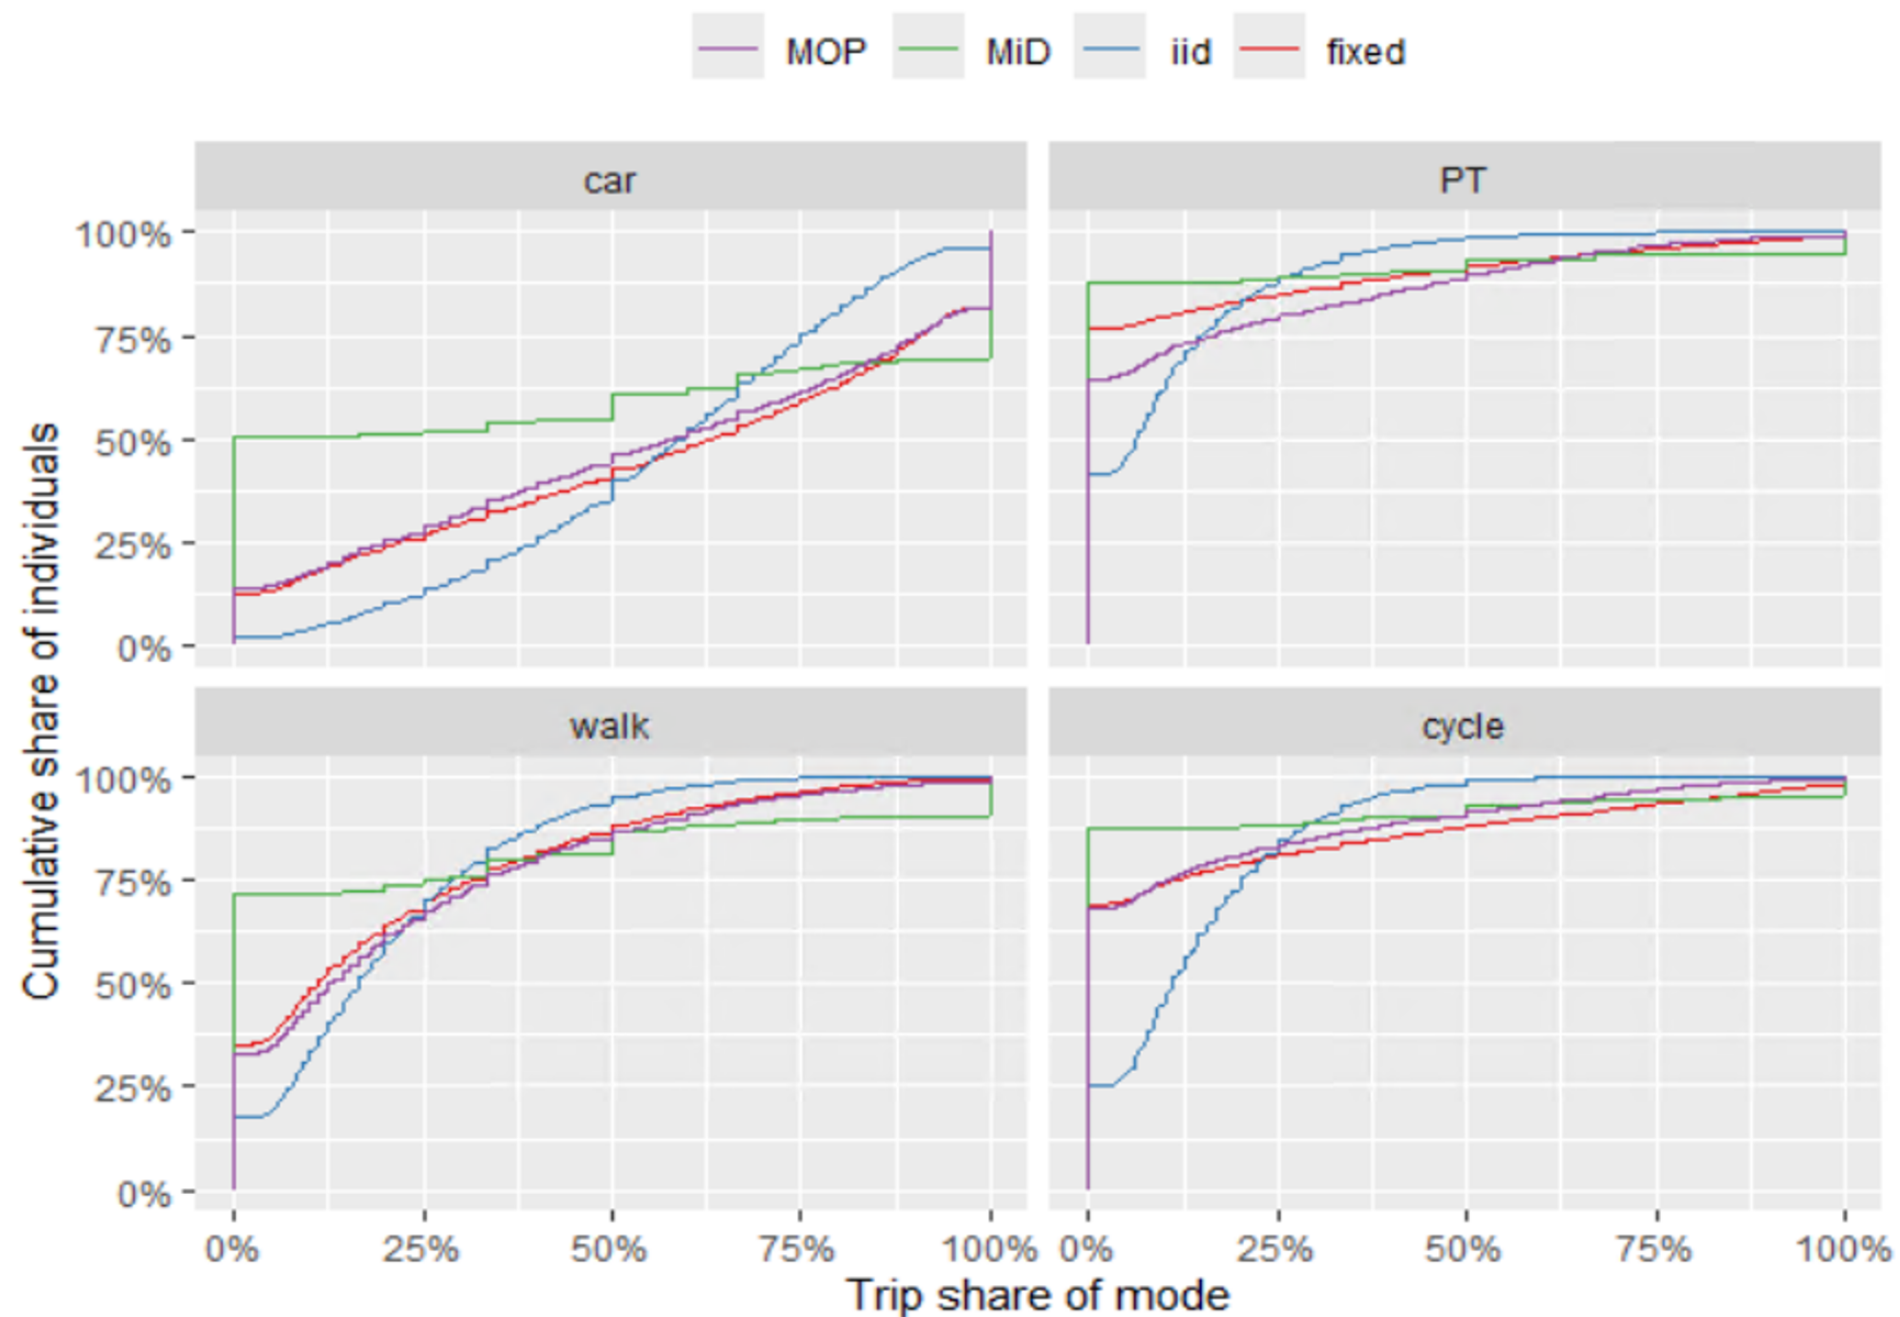 MOP MiD iid fixed
car PT
100%
75%
50%
25%
0%
walk cycle
100%
75%
50%
25%
0%
0% 25% 50% 75% 100% 0% 25% 50% 75% 100%
Trip share of mode
Cumulative share of individuals